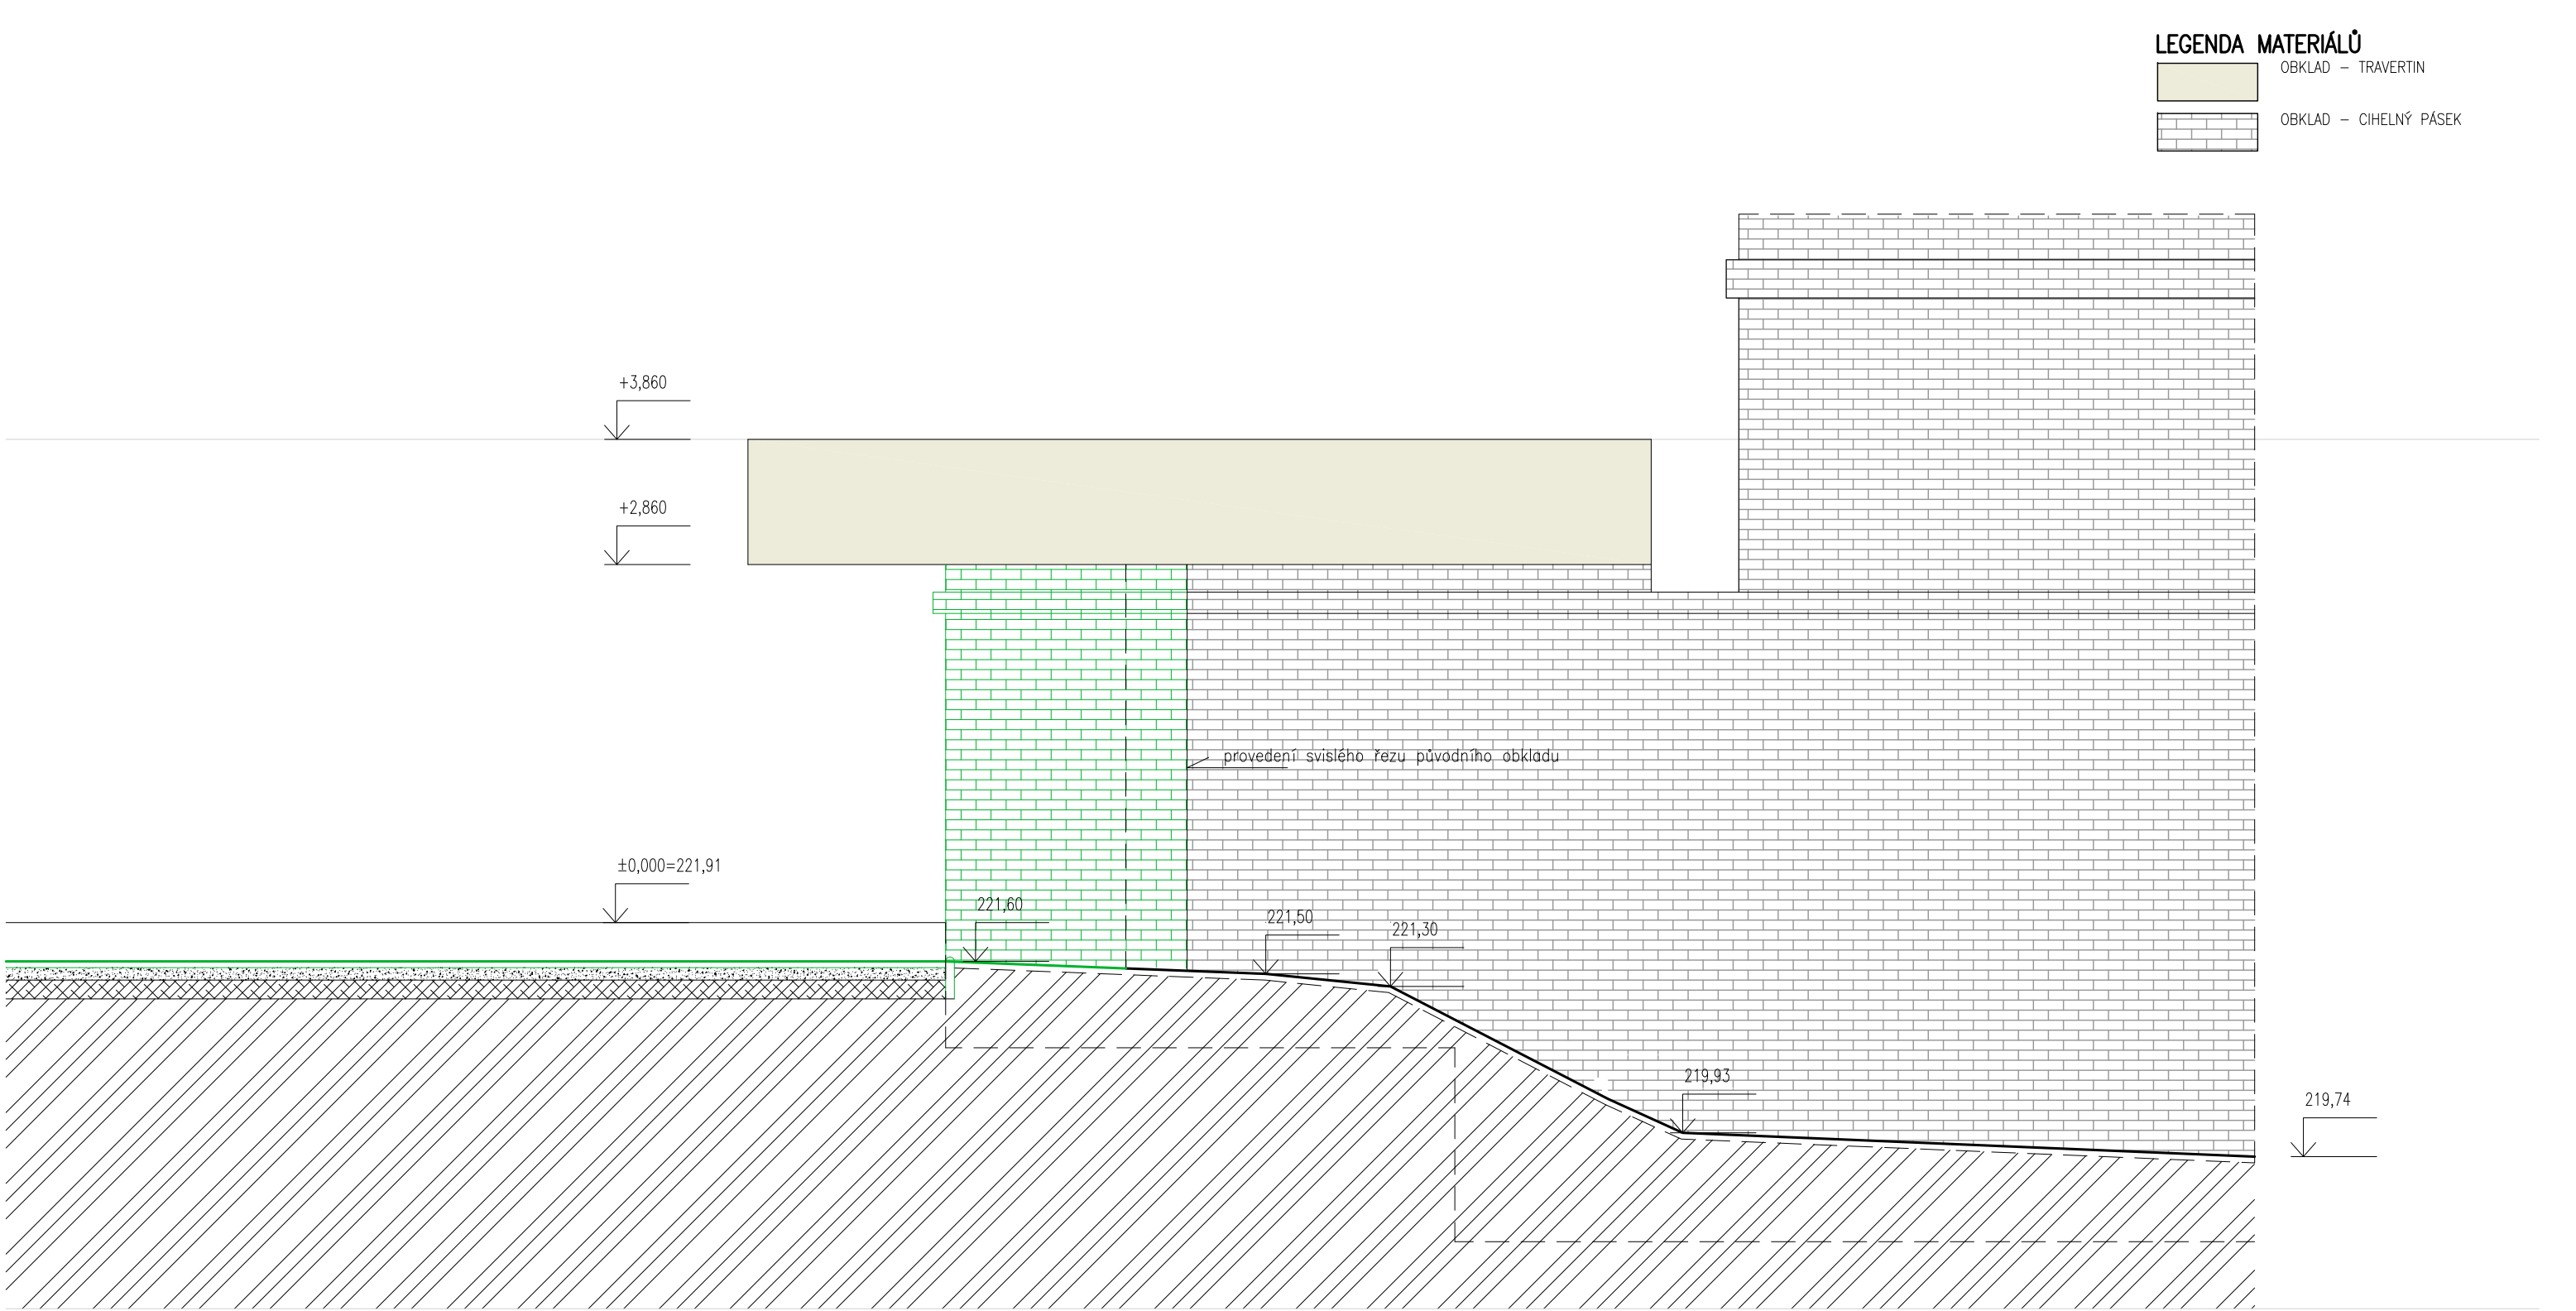 LEGENDA MATERIÁLŮ
OBKLAD – TRAVERTIN
OBKLAD – CIHELNÝ PÁSEK
+3,860
+2,860
provedení svislého řezu původního obkladu
±0,000=221,91
221,60
221,50
221,30
219,93
219,74